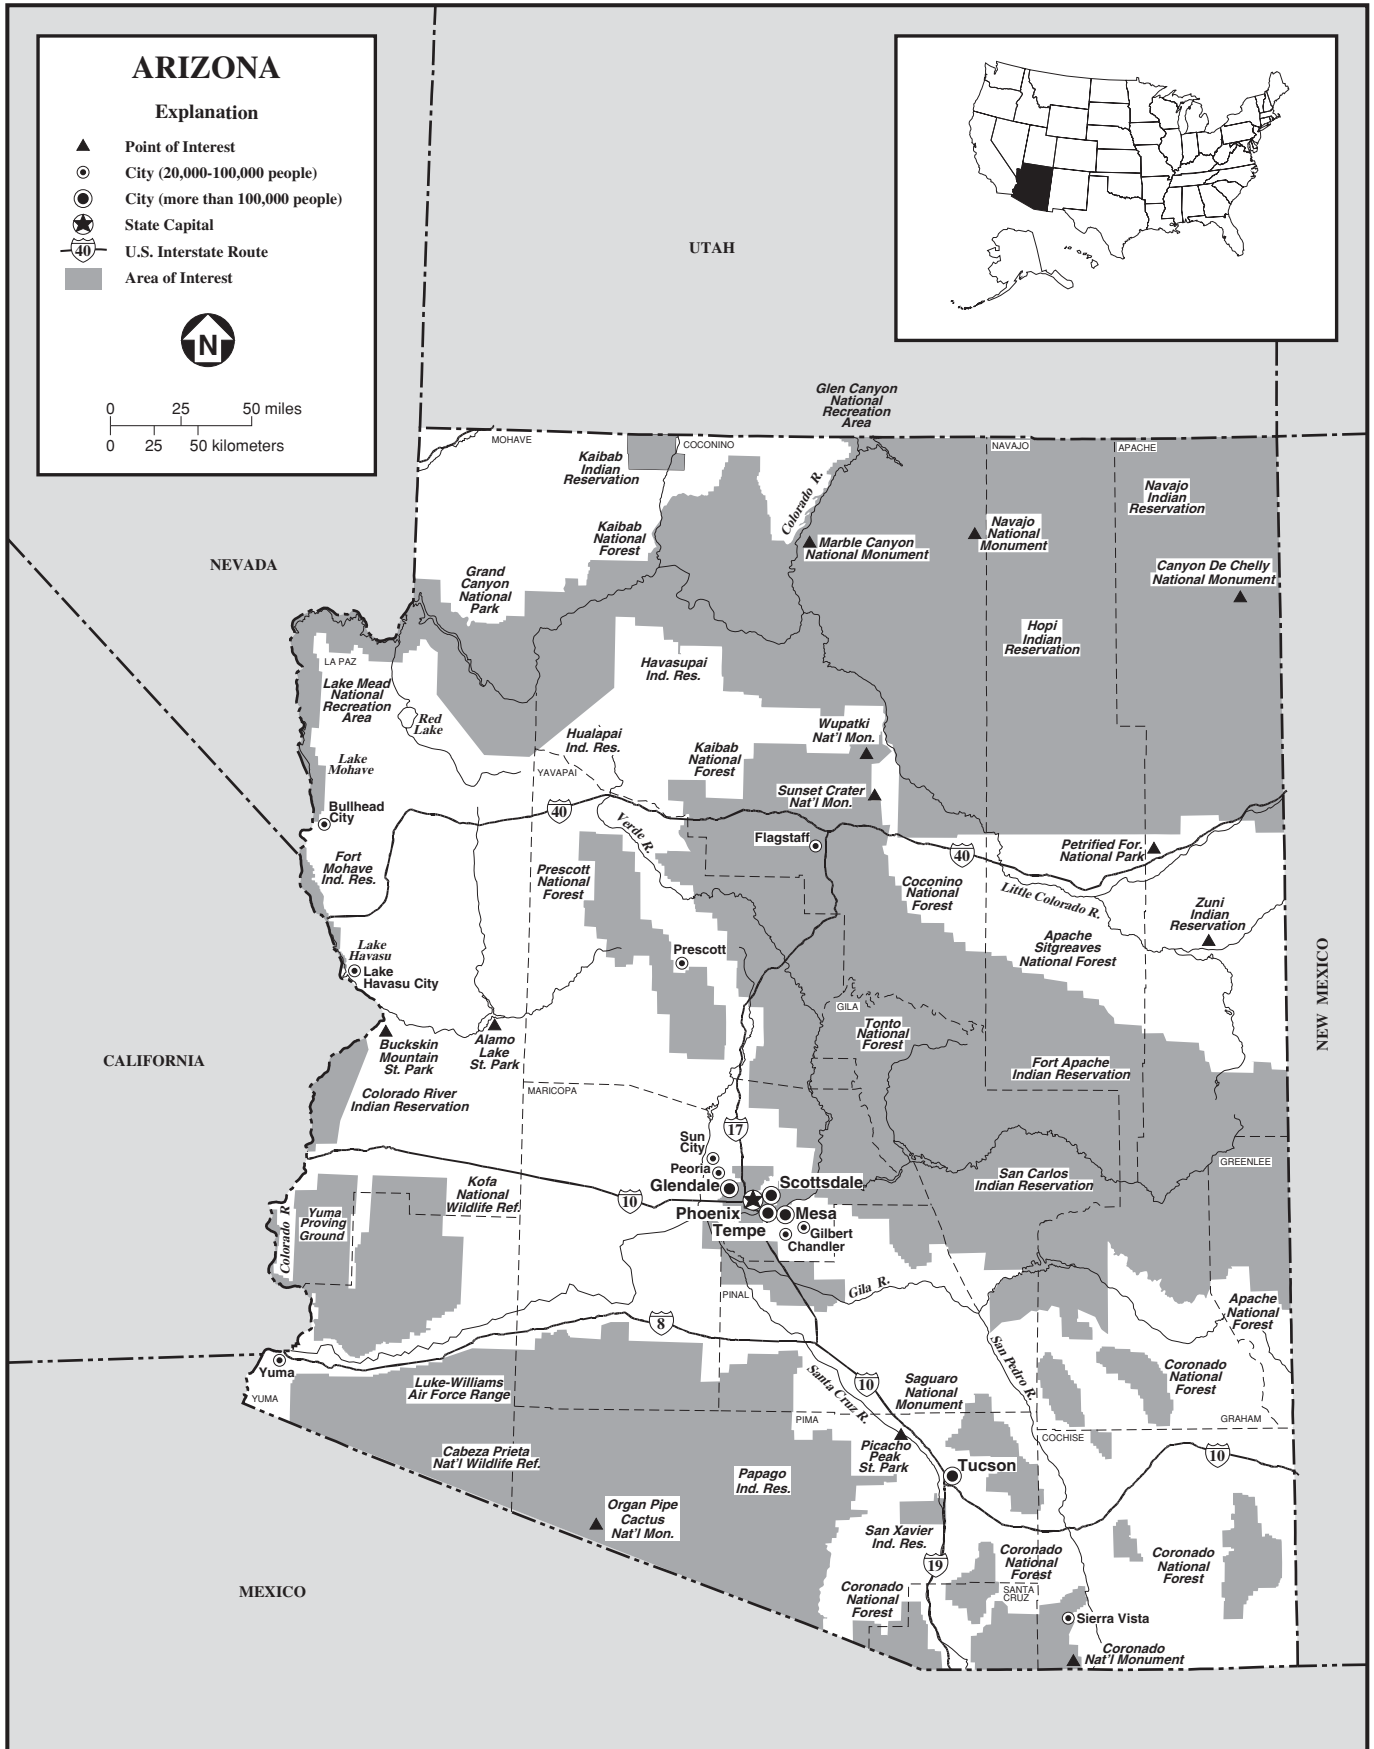 ARIZONA
Explanation
Point of Interest
City (20,000-100,000 people)
City (more than 100,000 people)
State Capital
40
U.S. Interstate Route
Area of Interest
N
0 25 50 miles
0 25 50 kilometers
UTAH
NEVADA
CALIFORNIA
MEXICO
NEW MEXICO
Glen Canyon
National
Recreation
Area
MOHAVE
COCONINO
NAVAJO
APACHE
Kaibab
Indian
Reservation
Colorado R.
Navajo
Indian
Reservation
Kaibab
National
Forest
Marble Canyon
National Monument
Navajo
National
Monument
Canyon De Chelly
National Monument
Grand
Canyon
National
Park
Hopi
Indian
Reservation
LA PAZ
Lake Mead
National
Recreation
Area
Red
Lake
Havasupai
Ind. Res.
Hualapai
Ind. Res.
Wupatki
Nat'l Mon.
Kaibab
National
Forest
Lake
Mohave
YAVAPAI
Sunset Crater
Nat'l Mon.
Bullhead
City
40
Verde R.
Flagstaff
40
Petrified For.
National Park
Fort
Mohave
Ind. Res.
Prescott
National
Forest
Coconino
National
Forest
Little Colorado R.
Zuni
Indian
Reservation
Apache
Sitgreaves
National Forest
Lake
Havasu
Lake
Havasu City
Prescott
GILA
Tonto
National
Forest
Buckskin
Mountain
St. Park
Alamo
Lake
St. Park
Fort Apache
Indian Reservation
Colorado River
Indian Reservation
MARICOPA
17
Sun
City
Peoria
Glendale
Scottsdale
Phoenix
Mesa
Tempe
Gilbert
Chandler
GREENLEE
San Carlos
Indian Reservation
Kofa
National
Wildlife Ref.
10
Colorado R.
Yuma
Proving
Ground
PINAL
Gila R.
Apache
National
Forest
8
Yuma
YUMA
Luke-Williams
Air Force Range
San Pedro R.
Santa Cruz R.
10
Saguaro
National
Monument
Coronado
National
Forest
PIMA
GRAHAM
COCHISE
Cabeza Prieta
Nat'l Wildlife Ref.
Picacho
Peak
St. Park
Tucson
10
Papago
Ind. Res.
Organ Pipe
Cactus
Nat'l Mon.
San Xavier
Ind. Res.
19
Coronado
National
Forest
Coronado
National
Forest
Coronado
National
Forest
SANTA
CRUZ
Sierra Vista
Coronado
Nat'l Monument